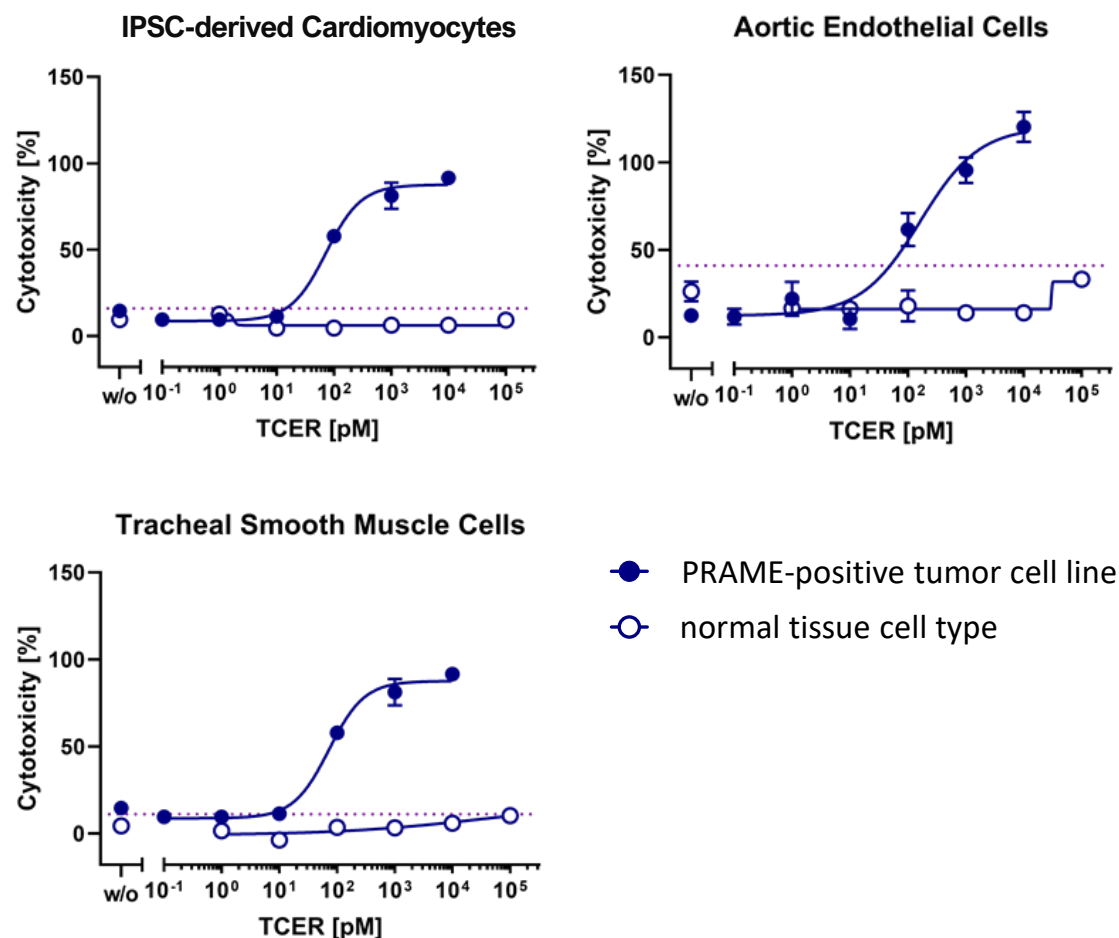 IPSC-derived Cardiomyocytes
Cytotoxicity [%]
150
100
50
0
w/o 10⁻¹ 10⁰ 10¹ 10² 10³ 10⁴ 10⁵
TCER [pM]
Aortic Endothelial Cells
Cytotoxicity [%]
150
100
50
0
w/o 10⁻¹ 10⁰ 10¹ 10² 10³ 10⁴ 10⁵
TCER [pM]
Tracheal Smooth Muscle Cells
Cytotoxicity [%]
150
100
50
0
w/o 10⁻¹ 10⁰ 10¹ 10² 10³ 10⁴ 10⁵
TCER [pM]
PRAME-positive tumor cell line
normal tissue cell type